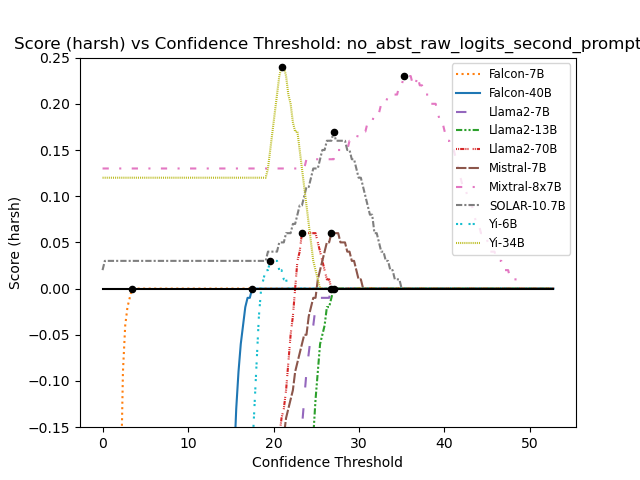 Score (harsh) vs Confidence Threshold: no_abst_raw_logits_second_prompt
0.25
0.20
0.15
0.10
0.05
0.00
−0.05
−0.10
−0.15
Score (harsh)
0 10 20 30 40 50
Confidence Threshold
Falcon-7B
Falcon-40B
Llama2-7B
Llama2-13B
Llama2-70B
Mistral-7B
Mixtral-8x7B
SOLAR-10.7B
Yi-6B
Yi-34B